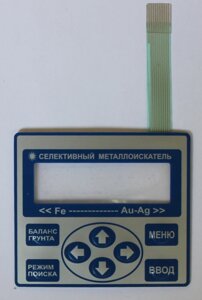 СЕЛЕКТИВНЫЙ МЕТАЛЛОИСКАТЕЛЬ
<< Fe ------------- Au-Ag >>
БАЛАНС
ГРУНТА
МЕНЮ
РЕЖИМ
ПОИСКА
ВВОД